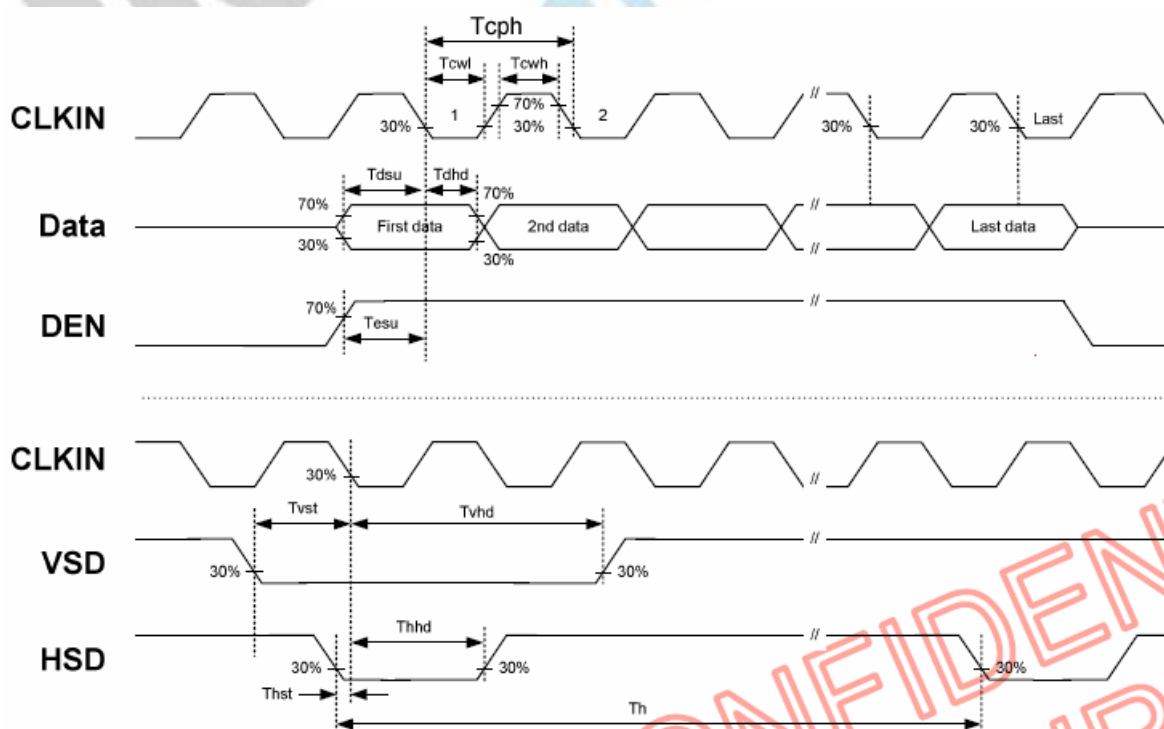 Tcph
Tcwl Tcwh
CLKIN 30% 1 70% 30% 2 // 30% 30% Last
Tdsu Tdhd
70% 70%
Data First data 2nd data // // Last data
30% 30%
DEN 70% //
Tesu
CLKIN 30% //
Tvst Tvhd
VSD 30% 30% //
Thhd
HSD 30% 30% // 30%
Thst
Th